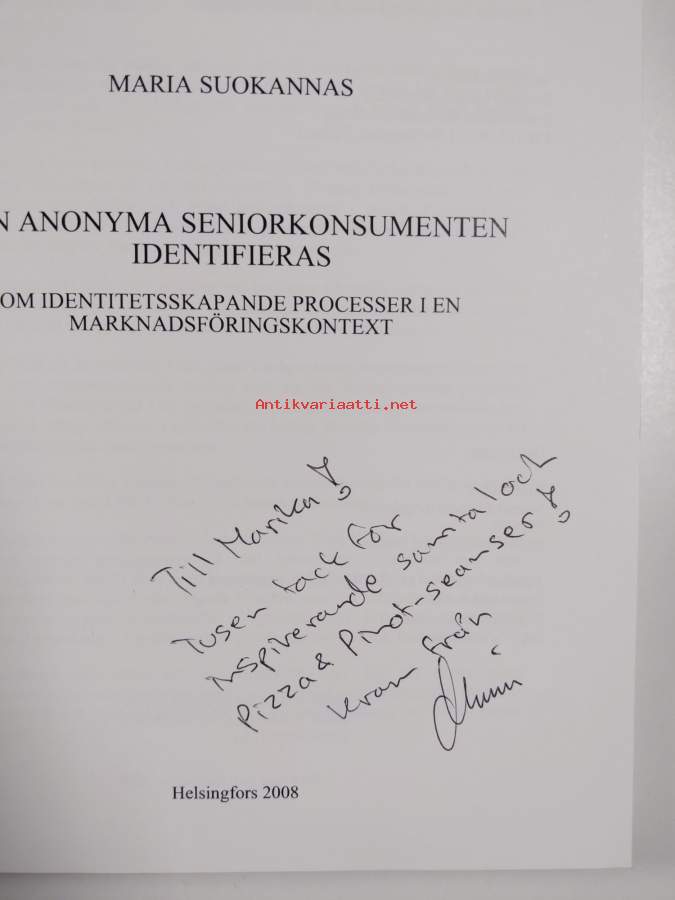 MARIA SUOKANNAS
N ANONYMA SENIORKONSUMENTEN
IDENTIFIERAS
OM IDENTITETSSKAPANDE PROCESSER I EN
MARKNADSFÖRINGSKONTEXT
Antikvariaatti.net
Till Marika!
Tusen tack för
inspirerande samtal och
Pizza & Pinot-seanser!
kram från
Helsingfors 2008